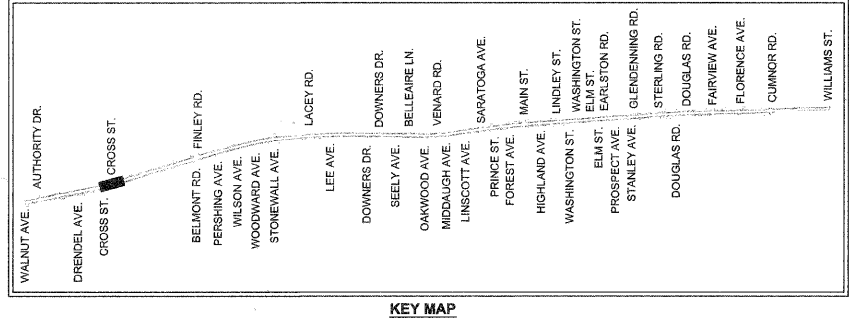 WALNUT AVE.
AUTHORITY DR.
DRENDEL AVE.
CROSS ST.
CROSS ST.
BELMONT RD.
FINLEY RD.
PERSHING AVE.
WILSON AVE.
WOODWARD AVE.
STONEWALL AVE.
LACEY RD.
LEE AVE.
DOWNERS DR.
DOWNERS DR.
SEELY AVE.
BELLEAIRE LN.
OAKWOOD AVE.
VENARD RD.
MIDDAUGH AVE.
LINSCOTT AVE.
SARATOGA AVE.
PRINCE ST.
FOREST AVE.
MAIN ST.
HIGHLAND AVE.
LINDLEY ST.
WASHINGTON ST.
WASHINGTON ST.
ELM ST.
ELM ST.
EARLSTON RD.
PROSPECT AVE.
STANLEY AVE.
GLENDENNING RD.
STERLING RD.
DOUGLAS RD.
DOUGLAS RD.
FAIRVIEW AVE.
FLORENCE AVE.
CUMNOR RD.
WILLIAMS ST.
KEY MAP